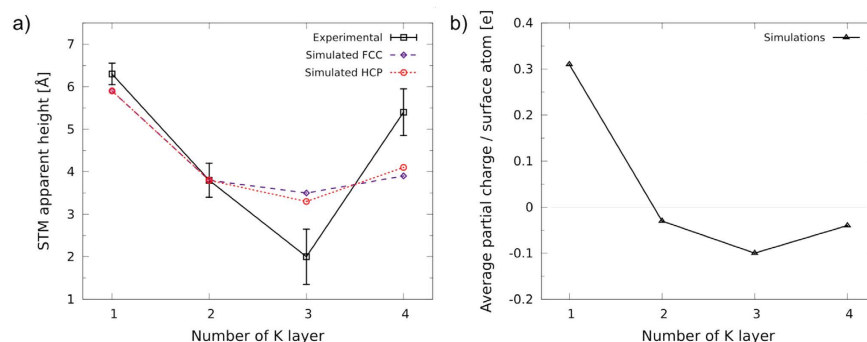 a)
Experimental
Simulated FCC
Simulated HCP
7
6
5
4
3
2
1
STM apparent height [Å]
1 2 3 4
Number of K layer
b)
Simulations
0.4
0.3
0.2
0.1
0
-0.1
-0.2
Average partial charge / surface atom [e]
1 2 3 4
Number of K layer